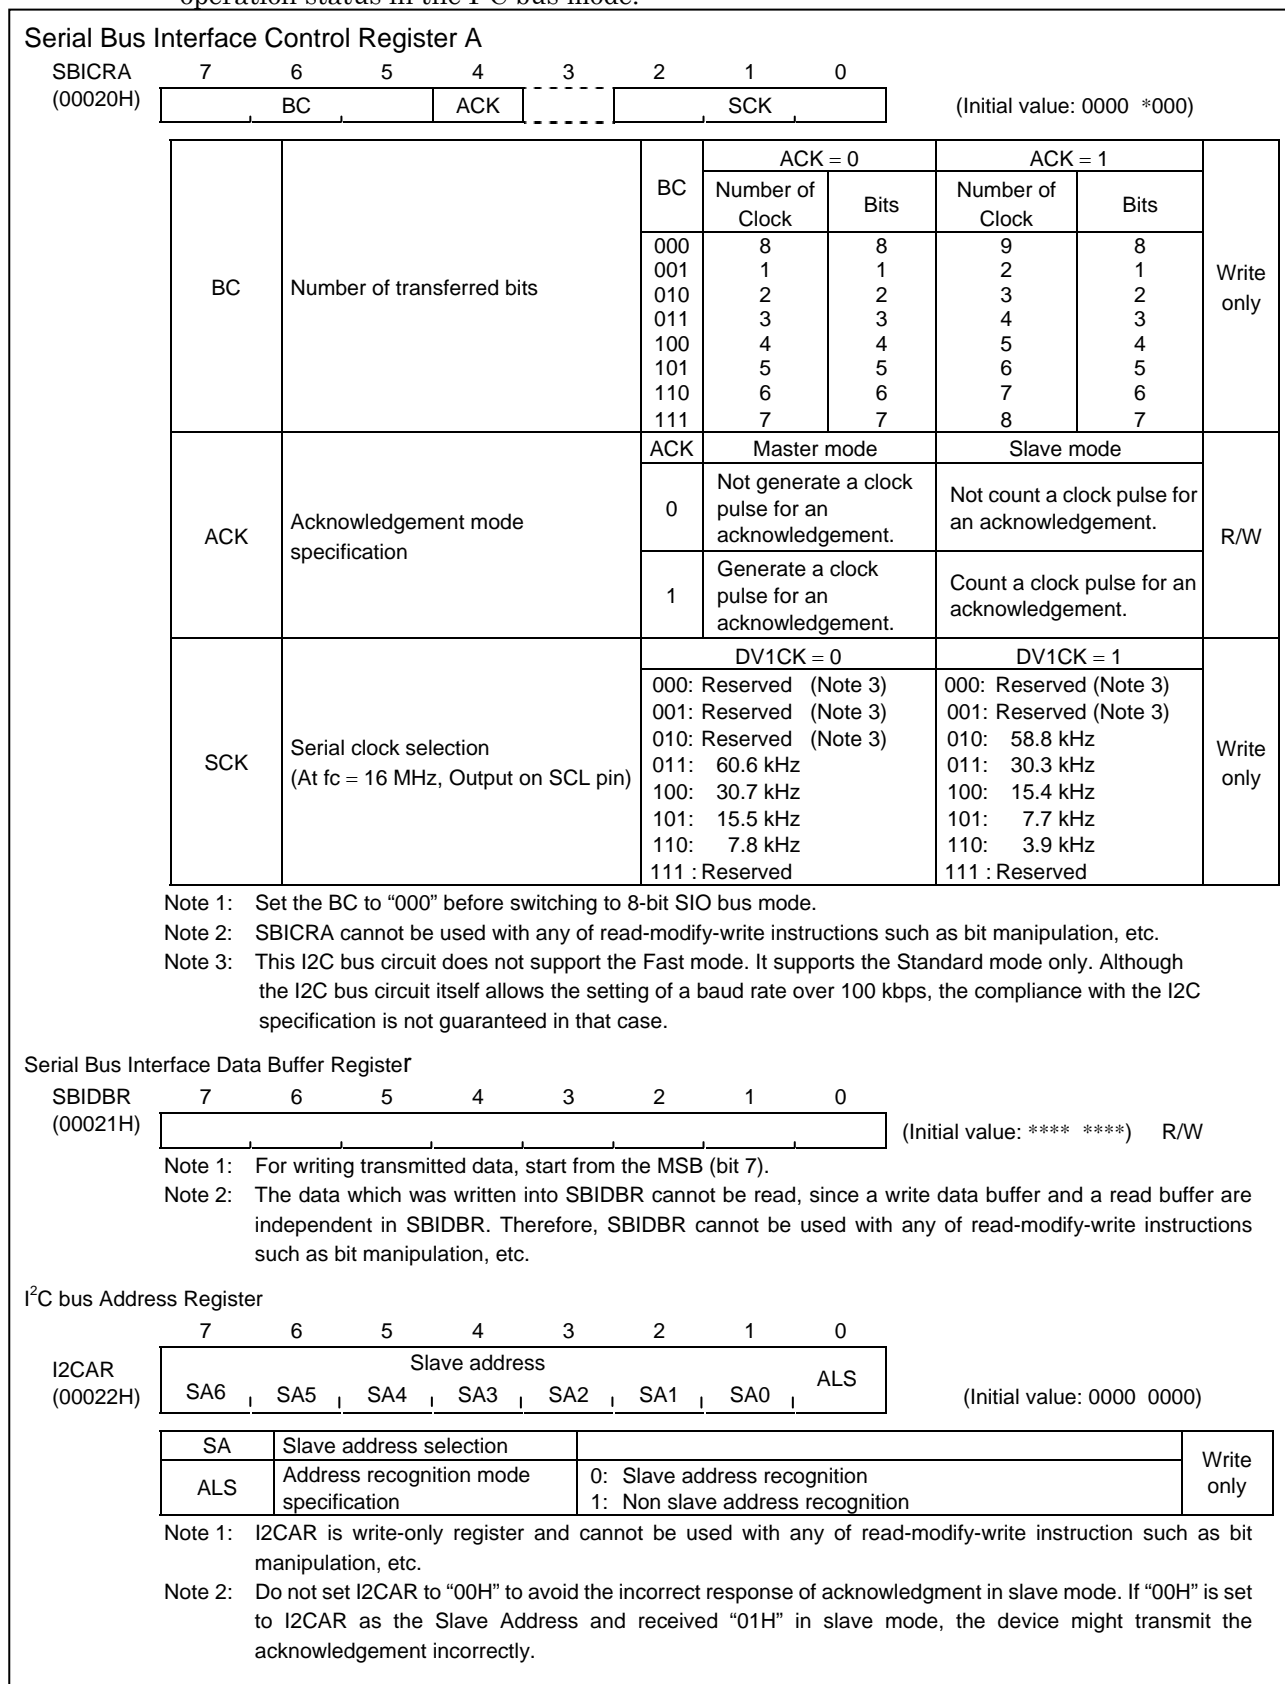 operation status in the I²C bus mode.
Serial Bus Interface Control Register A
SBICRA 7 6 5 4 3 2 1 0
(00020H) BC ACK SCK (Initial value: 0000 *000)
ACK = 0 ACK = 1
BC Number of Clock Bits Number of Clock Bits
000 8 8 9 8
001 1 1 2 1
BC Number of transferred bits 010 2 2 3 2 Write only
011 3 3 4 3
100 4 4 5 4
101 5 5 6 5
110 6 6 7 6
111 7 7 8 7
ACK Master mode Slave mode
ACK Acknowledgement mode specification R/W
0 Not generate a clock pulse for an acknowledgement. Not count a clock pulse for an acknowledgement.
1 Generate a clock pulse for an acknowledgement. Count a clock pulse for an acknowledgement.
DV1CK = 0 DV1CK = 1
000: Reserved (Note 3) 000: Reserved (Note 3)
001: Reserved (Note 3) 001: Reserved (Note 3)
010: Reserved (Note 3) 010: 58.8 kHz
SCK Serial clock selection Write only
(At fc = 16 MHz, Output on SCL pin) 011: 60.6 kHz 011: 30.3 kHz
100: 30.7 kHz 100: 15.4 kHz
101: 15.5 kHz 101: 7.7 kHz
110: 7.8 kHz 110: 3.9 kHz
111 : Reserved 111 : Reserved
Note 1: Set the BC to “000” before switching to 8-bit SIO bus mode.
Note 2: SBICRA cannot be used with any of read-modify-write instructions such as bit manipulation, etc.
Note 3: This I2C bus circuit does not support the Fast mode. It supports the Standard mode only. Although
the I2C bus circuit itself allows the setting of a baud rate over 100 kbps, the compliance with the I2C
specification is not guaranteed in that case.
Serial Bus Interface Data Buffer Register
SBIDBR 7 6 5 4 3 2 1 0
(00021H) (Initial value: **** ****) R/W
Note 1: For writing transmitted data, start from the MSB (bit 7).
Note 2: The data which was written into SBIDBR cannot be read, since a write data buffer and a read buffer are
independent in SBIDBR. Therefore, SBIDBR cannot be used with any of read-modify-write instructions
such as bit manipulation, etc.
I²C bus Address Register
7 6 5 4 3 2 1 0
I2CAR Slave address ALS
(00022H) SA6 SA5 SA4 SA3 SA2 SA1 SA0 (Initial value: 0000 0000)
SA Slave address selection Write only
ALS Address recognition mode specification 0: Slave address recognition
1: Non slave address recognition
Note 1: I2CAR is write-only register and cannot be used with any of read-modify-write instruction such as bit
manipulation, etc.
Note 2: Do not set I2CAR to “00H” to avoid the incorrect response of acknowledgment in slave mode. If “00H” is set
to I2CAR as the Slave Address and received “01H” in slave mode, the device might transmit the
acknowledgement incorrectly.